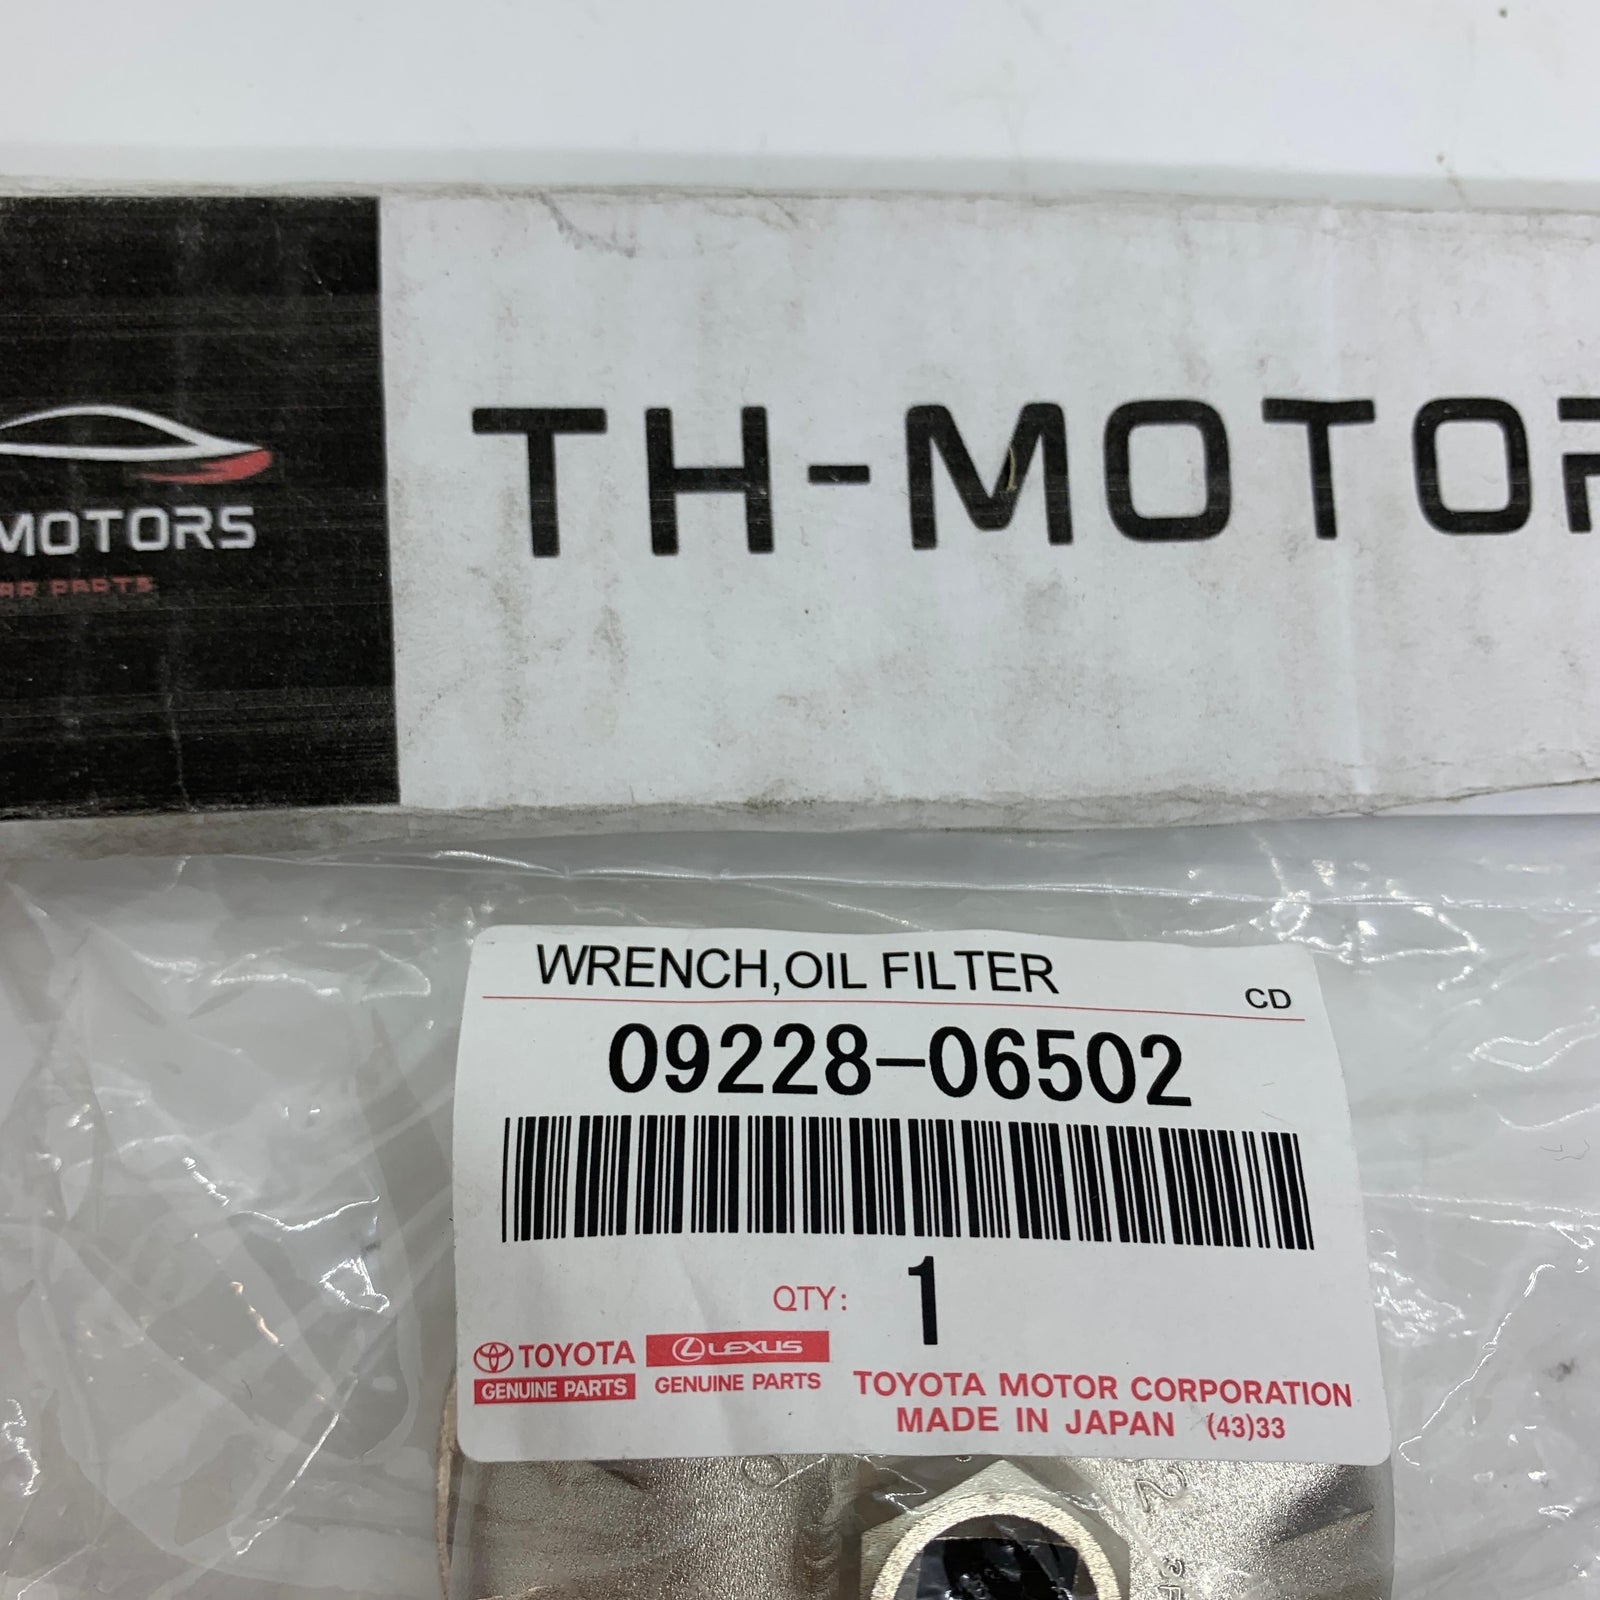 MOTORS
PARTS
TH-MOTOR
WRENCH,OIL FILTER
CD
09228-06502
QTY: 1
TOYOTA
GENUINE PARTS
LEXUS
GENUINE PARTS
TOYOTA MOTOR CORPORATION
MADE IN JAPAN (43)33